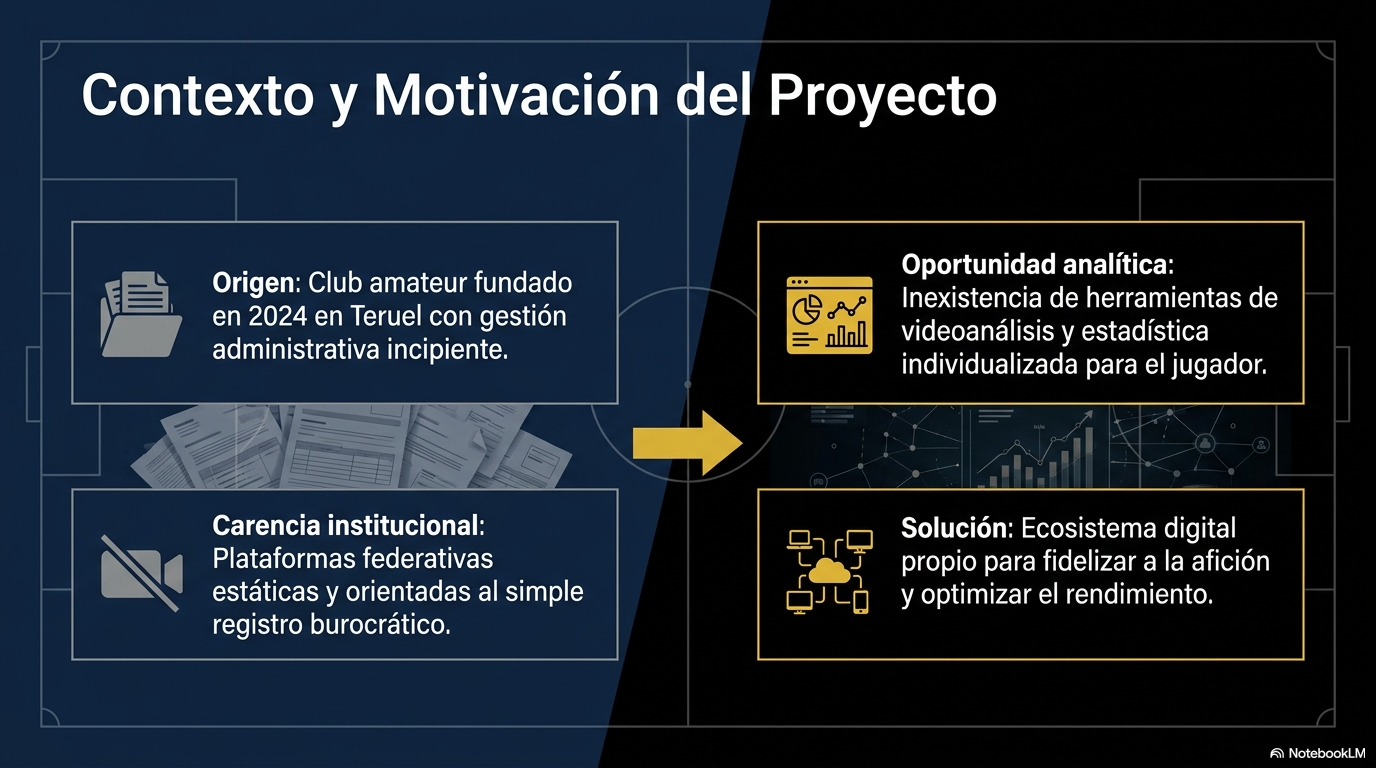 Contexto y Motivación del Proyecto
Origen: Club amateur fundado
en 2024 en Teruel con gestión
administrativa incipiente.
Carencia institucional:
Plataformas federativas
estáticas y orientadas al simple
registro burocrático.
Oportunidad analítica:
Inexistencia de herramientas de
videoanálisis y estadística
individualizada para el jugador.
Solución: Ecosistema digital
propio para fidelizar a la afición
y optimizar el rendimiento.
NotebookLM